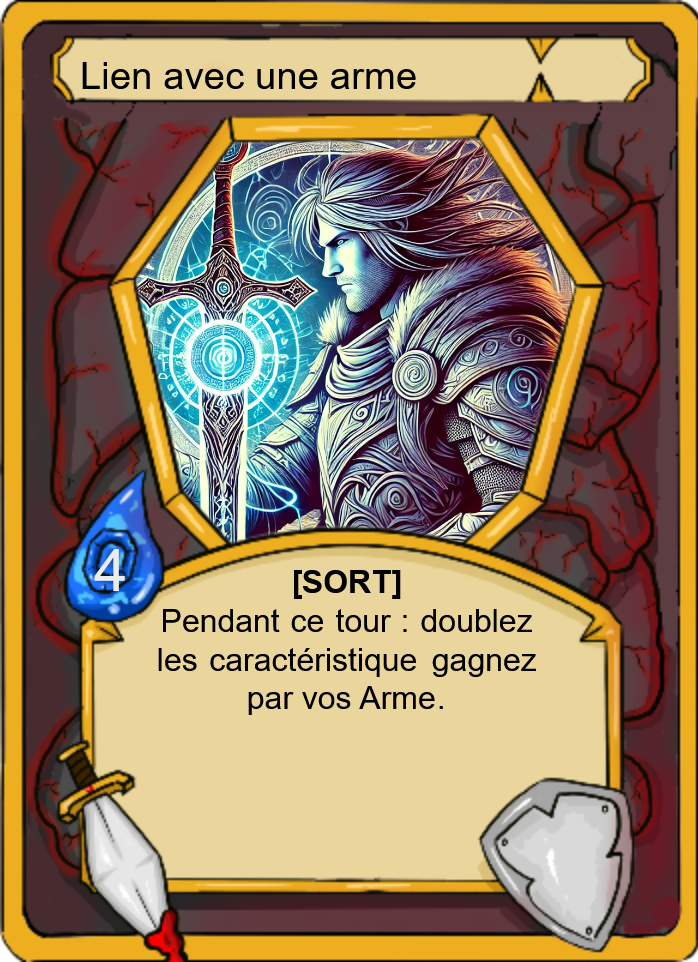 Lien avec une arme
4
[SORT]
Pendant ce tour : doublez
les caractéristique gagnez
par vos Arme.